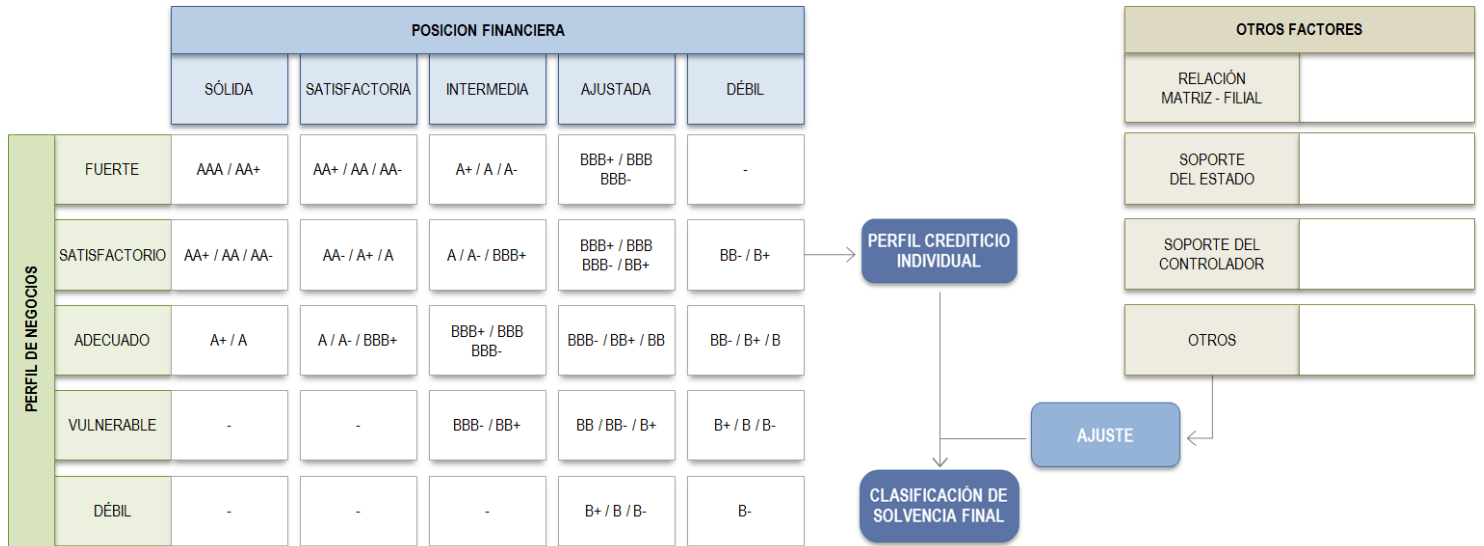 POSICION FINANCIERA
SÓLIDA
SATISFACTORIA
INTERMEDIA
AJUSTADA
DÉBIL
PERFIL DE NEGOCIOS
FUERTE
AAA / AA+
AA+ / AA / AA-
A+ / A / A-
BBB+ / BBB
BBB-
-
SATISFACTORIO
AA+ / AA / AA-
AA- / A+ / A
A / A- / BBB+
BBB+ / BBB
BBB- / BB+
BB- / B+
ADECUADO
A+ / A
A / A- / BBB+
BBB+ / BBB
BBB-
BBB- / BB+ / BB
BB- / B+ / B
VULNERABLE
-
-
BBB- / BB+
BB / BB- / B+
B+ / B / B-
DÉBIL
-
-
-
B+ / B / B-
B-
PERFIL CREDITICIO
INDIVIDUAL
CLASIFICACIÓN DE
SOLVENCIA FINAL
AJUSTE
OTROS FACTORES
RELACIÓN
MATRIZ - FILIAL
SOPORTE
DEL ESTADO
SOPORTE DEL
CONTROLADOR
OTROS